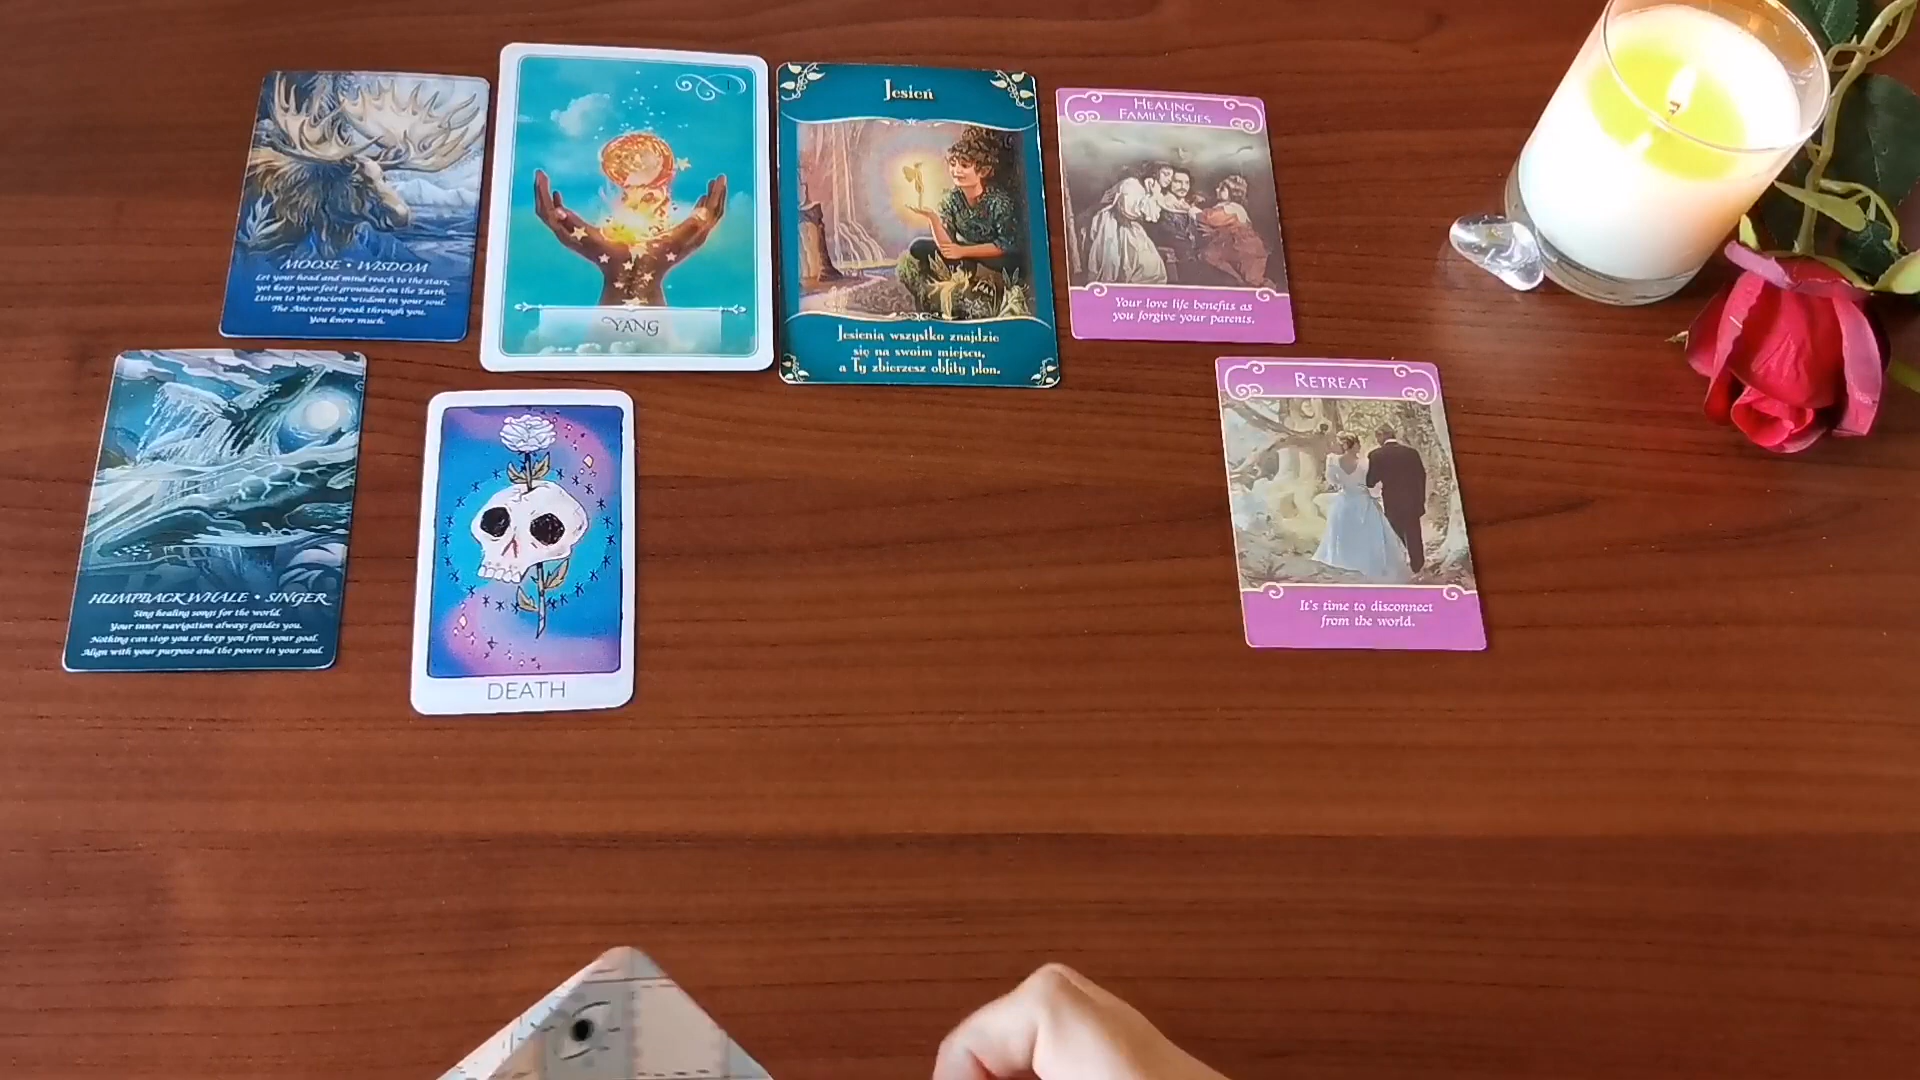 MOOSE • WISDOM
Let your head and mind reach to the stars,
yet keep your feet grounded on the Earth.
Listen to the ancient wisdom in your soul.
The Ancestors speak through you.
You know much.
1
YANG
Jesień
Jesienią wszystko znajdzie
się na swoim miejscu,
a Ty zbierzesz obfity plon.
HEALING
FAMILY ISSUES
Your love life benefits as
you forgive your parents.
HUMPBACK WHALE • SINGER
Sing healing songs for the world.
Your inner navigation always guides you.
Nothing can stop you or keep you from your goal.
Align with your purpose and the power in your soul.
DEATH
RETREAT
It's time to disconnect
from the world.